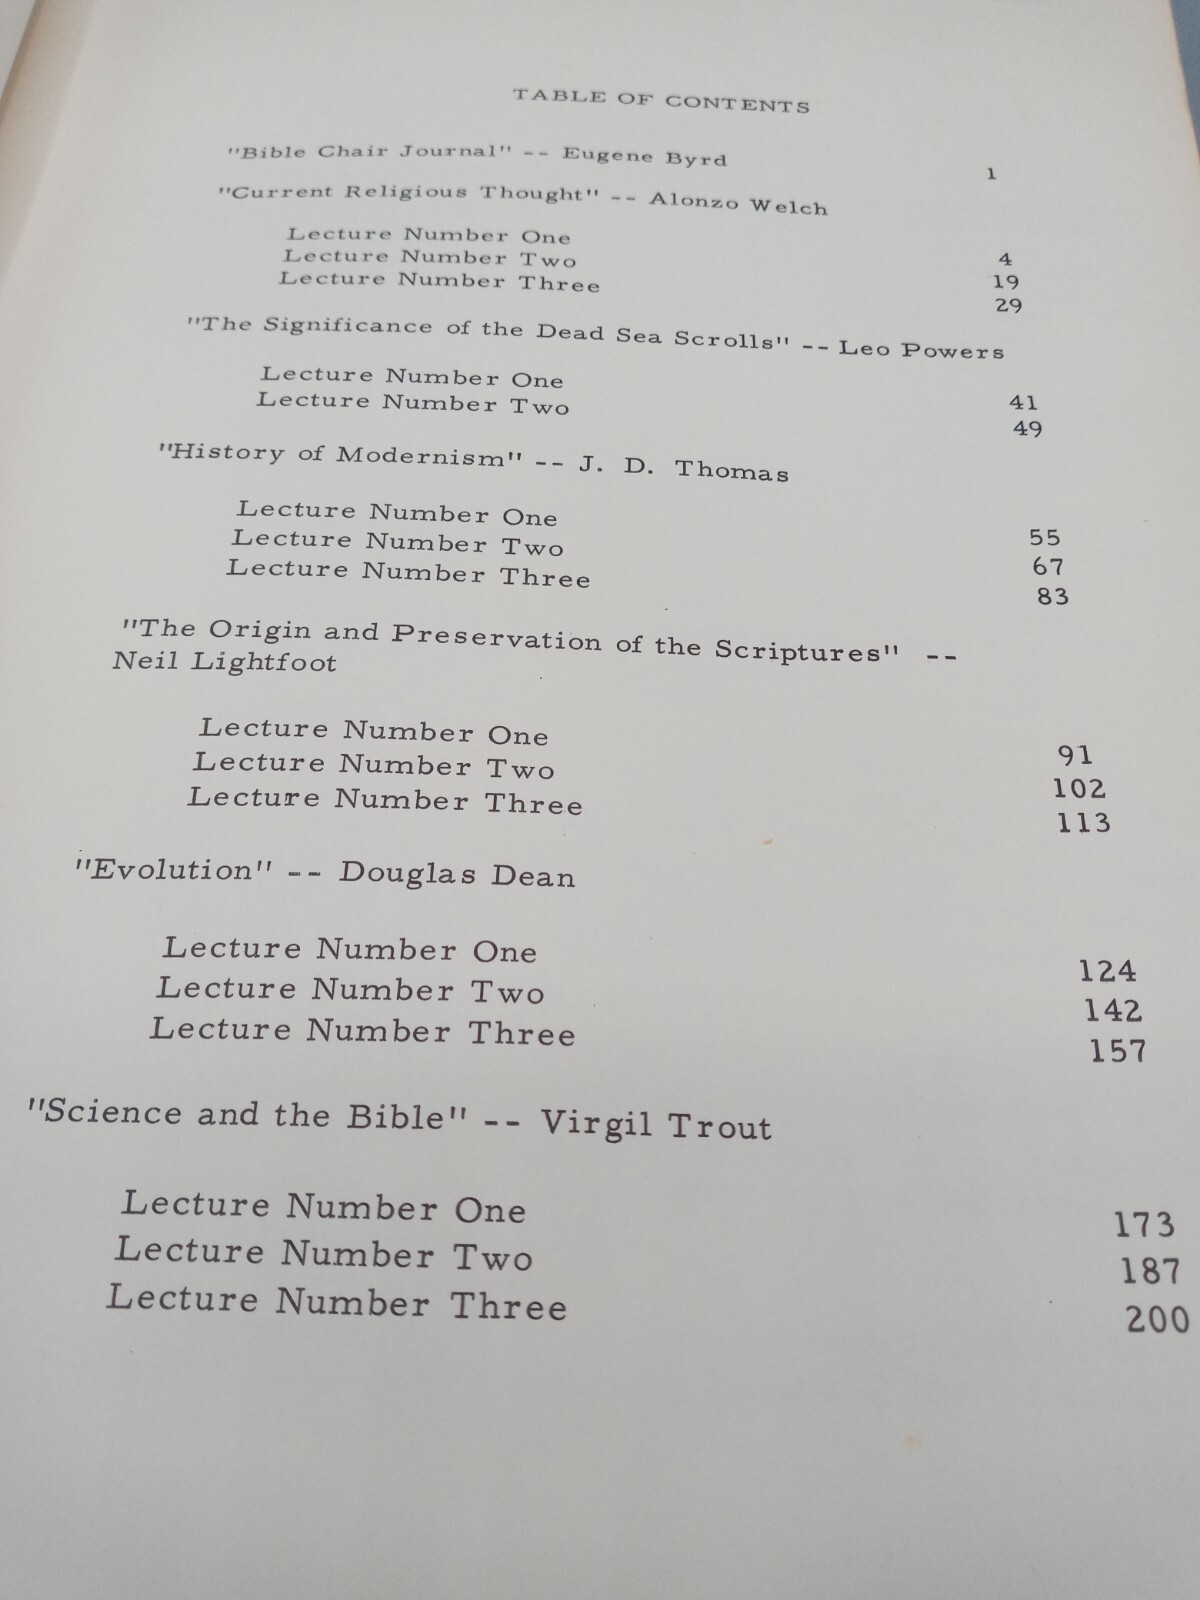 TABLE OF CONTENTS
"Bible Chair Journal" -- Eugene Byrd 1
"Current Religious Thought" -- Alonzo Welch
Lecture Number One 4
Lecture Number Two 19
Lecture Number Three 29
"The Significance of the Dead Sea Scrolls" -- Leo Powers
Lecture Number One 41
Lecture Number Two 49
"History of Modernism" -- J. D. Thomas
Lecture Number One 55
Lecture Number Two 67
Lecture Number Three 83
"The Origin and Preservation of the Scriptures" --
Neil Lightfoot
Lecture Number One 91
Lecture Number Two 102
Lecture Number Three 113
"Evolution" -- Douglas Dean
Lecture Number One 124
Lecture Number Two 142
Lecture Number Three 157
"Science and the Bible" -- Virgil Trout
Lecture Number One 173
Lecture Number Two 187
Lecture Number Three 200